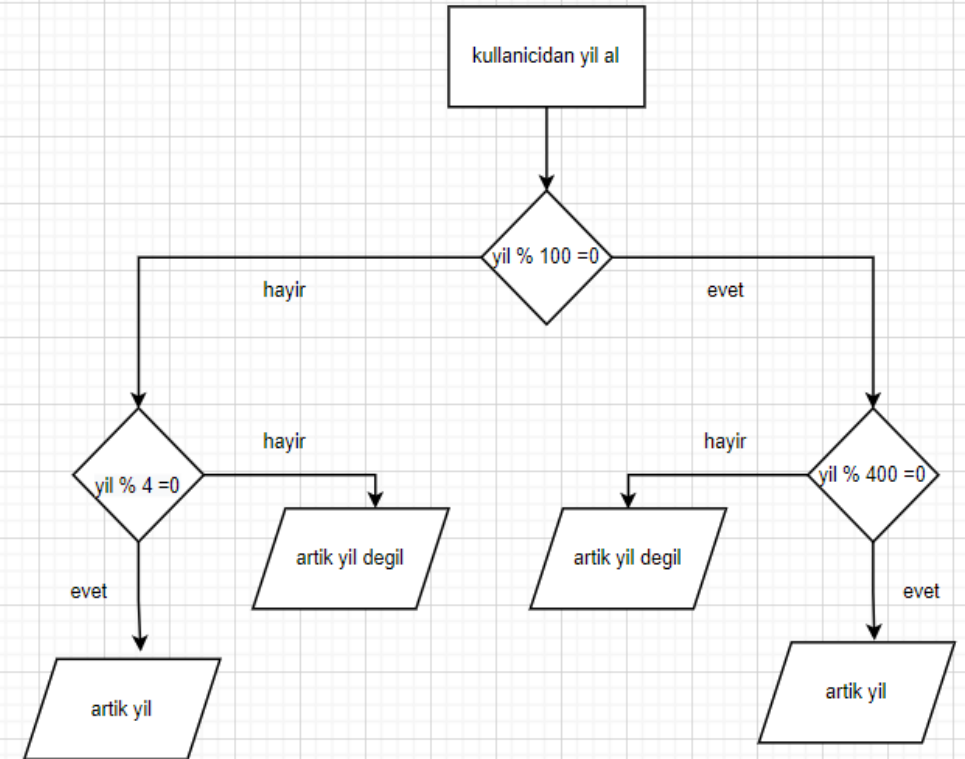 kullanicidan yil al
yil % 100 =0
hayir
evet
hayir
hayir
yil % 4 =0
yil % 400 =0
artik yil degil
artik yil degil
evet
evet
artik yil
artik yil